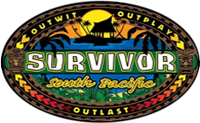 OUTWIT OUTPLAY
SURVIVOR
South Pacific
OUTLAST